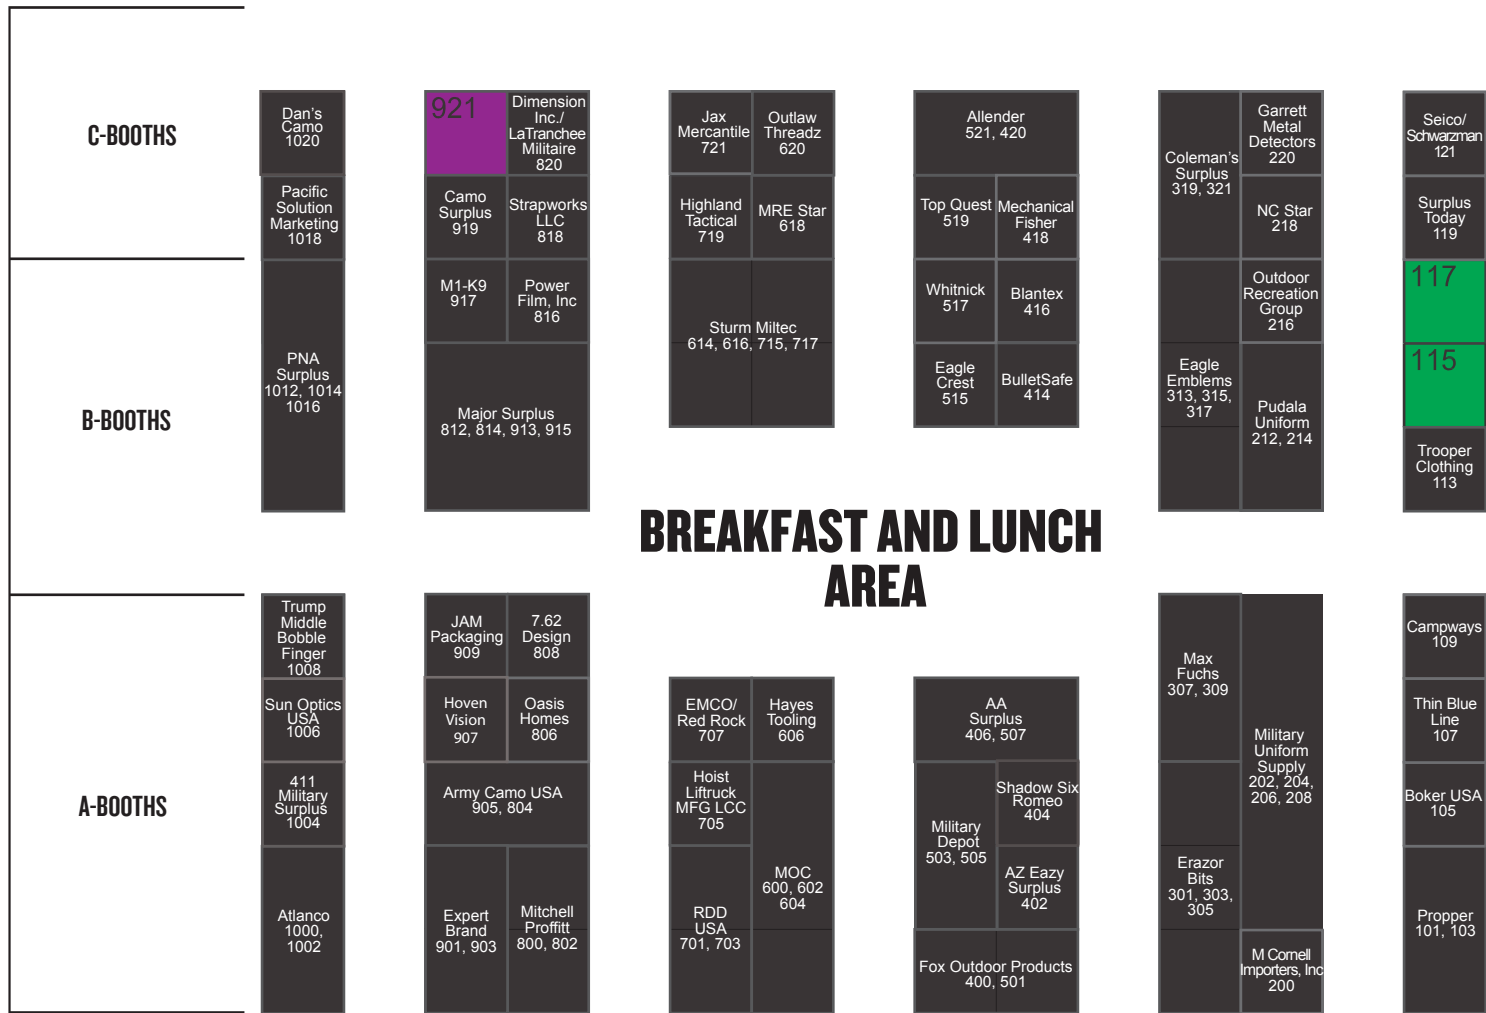 C-BOOTHS
B-BOOTHS
A-BOOTHS
Dan's
Camo
1020
Pacific
Solution
Marketing
1018
PNA
Surplus
1012, 1014
1016
921
Dimension
Inc./
LaTranchee
Militaire
820
Camo
Surplus
919
Strapworks
LLC
818
M1-K9
917
Power
Film, Inc
816
Major Surplus
812, 814, 913, 915
Jax
Mercantile
721
Outlaw
Threadz
620
Highland
Tactical
719
MRE Star
618
Sturm Miltec
614, 616, 715, 717
Allender
521, 420
Top Quest
519
Mechanical
Fisher
418
Whitnick
517
Blantex
416
Eagle
Crest
515
BulletSafe
414
Coleman's
Surplus
319, 321
Garrett
Metal
Detectors
220
NC Star
218
Outdoor
Recreation
Group
216
Eagle
Emblems
313, 315,
317
Pudala
Uniform
212, 214
Seico/
Schwarzman
121
Surplus
Today
119
117
115
Trooper
Clothing
113
BREAKFAST AND LUNCH
AREA
Trump
Middle
Bobble
Finger
1008
Sun Optics
USA
1006
411
Military
Surplus
1004
Atlanco
1000,
1002
JAM
Packaging
909
7.62
Design
808
Hoven
Vision
907
Oasis
Homes
806
Army Camo USA
905, 804
Expert
Brand
901, 903
Mitchell
Proffitt
800, 802
EMCO/
Red Rock
707
Hayes
Tooling
606
Hoist
Liftruck
MFG LCC
705
MOC
600, 602
604
RDD
USA
701, 703
AA
Surplus
406, 507
Military
Depot
503, 505
Shadow Six
Romeo
404
AZ Eazy
Surplus
402
Fox Outdoor Products
400, 501
Max
Fuchs
307, 309
Military
Uniform
Supply
202, 204,
206, 208
Erazor
Bits
301, 303,
305
M Cornell
Importers, Inc
200
Campways
109
Thin Blue
Line
107
Boker USA
105
Propper
101, 103